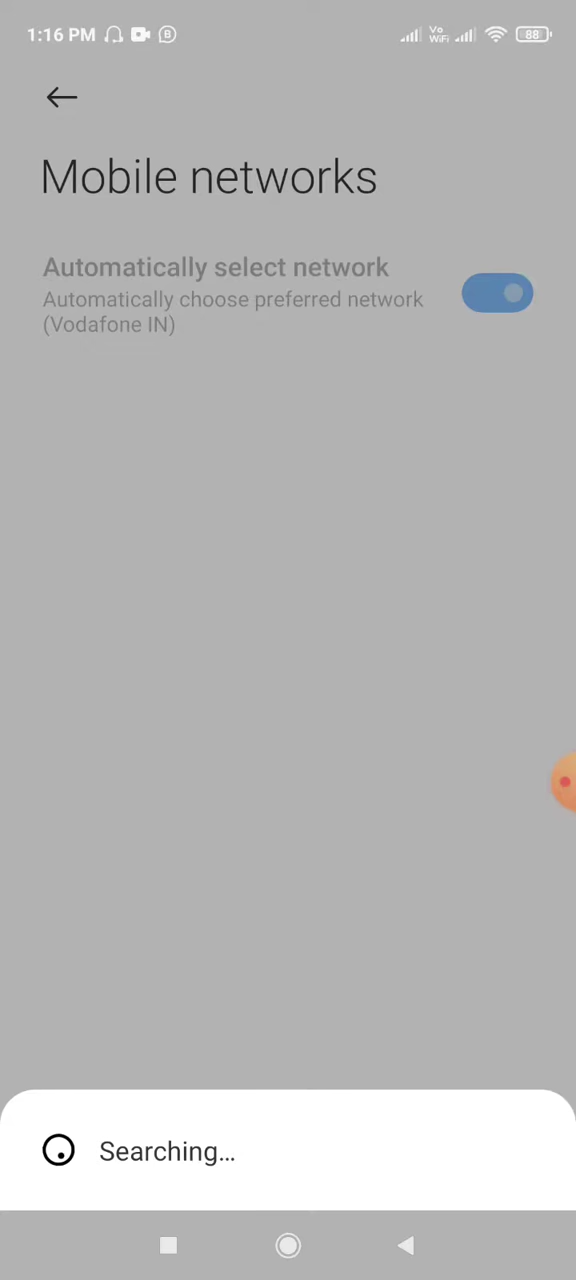 1:16 PM B Vo WiFi 88
Mobile networks
Automatically select network
Automatically choose preferred network
(Vodafone IN)
Searching...